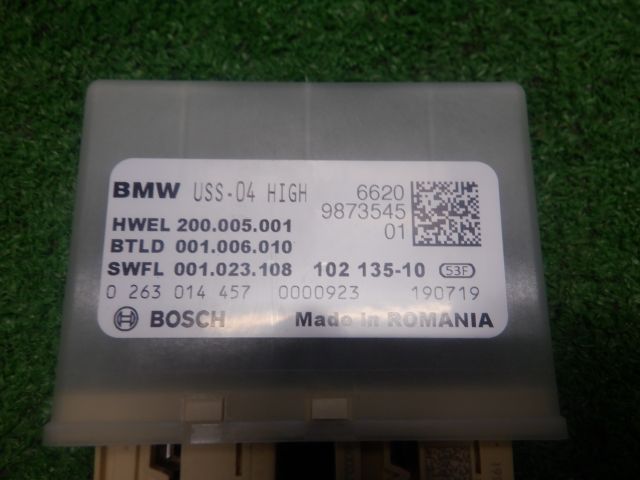 BMW USS-04 HIGH 6620
9873545
HWEL 200.005.001 01
BTLD 001.006.010
SWFL 001.023.108 102 135-10 53F
0 263 014 457 0000923 190719
BOSCH Made in ROMANIA